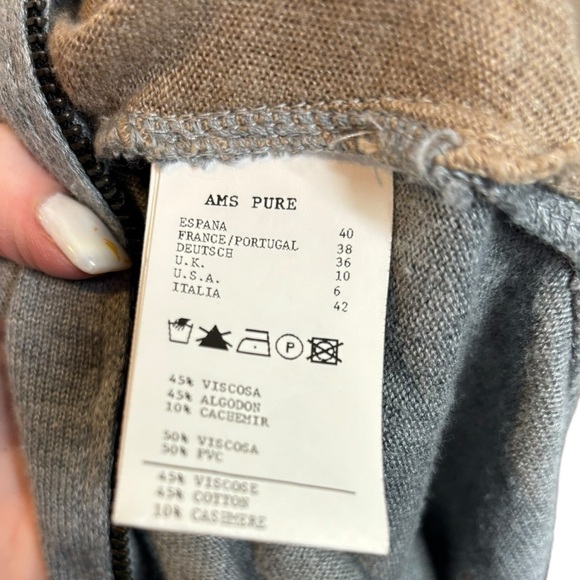 AMS PURE
ESPANA 40
FRANCE/PORTUGAL 38
DEUTSCH 36
U.K. 10
U.S.A. 6
ITALIA 42
P
45% VISCOSA
45% ALGODON
10% CACHEMIR
50% VISCOSA
50% PVC
45% VISCOSE
45% COTTON
10% CASHMERE